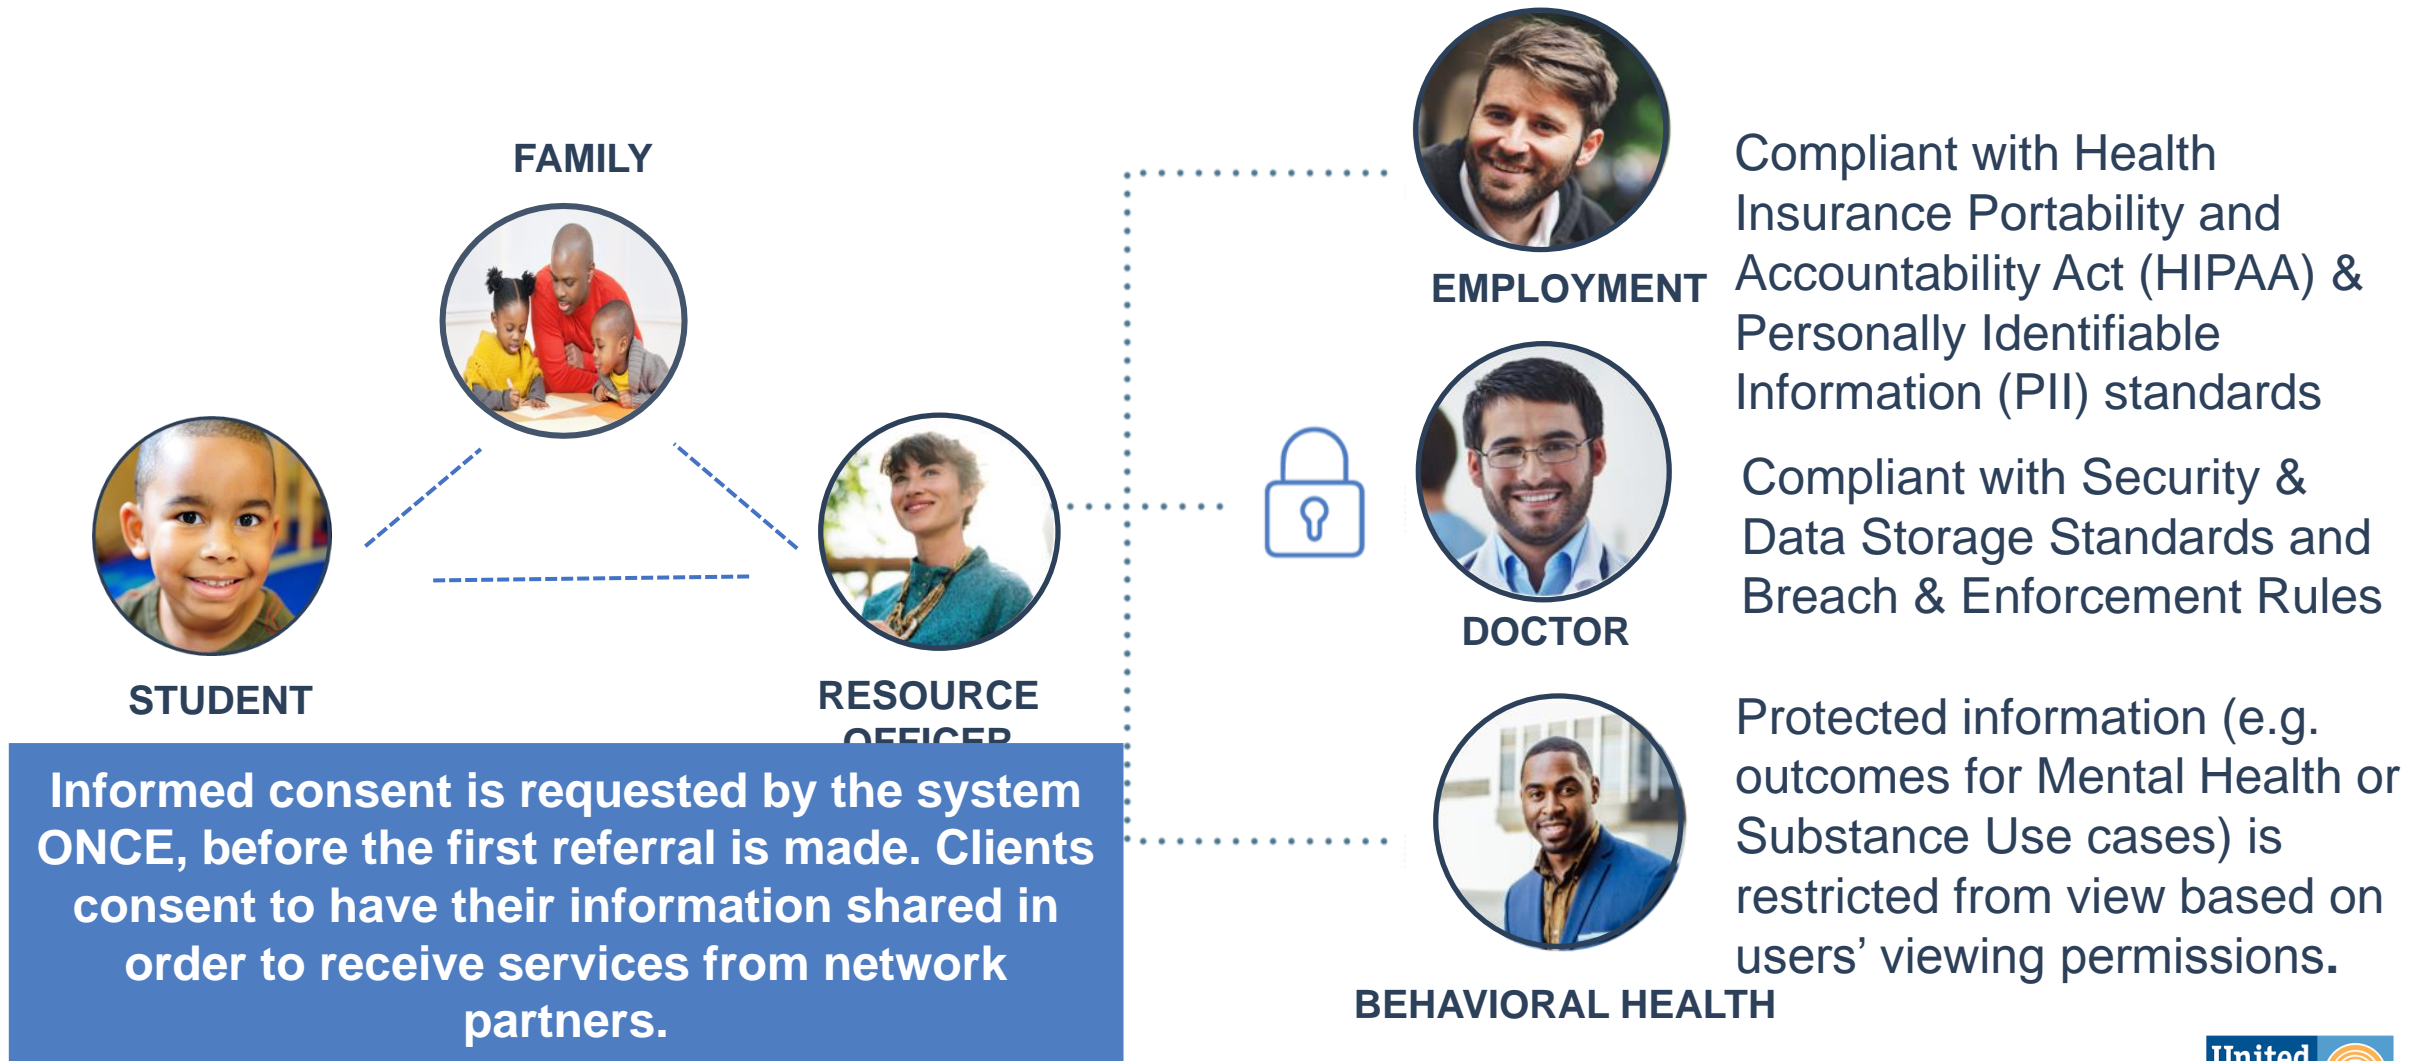 FAMILY
STUDENT
RESOURCE
OFFICER
Informed consent is requested by the system
ONCE, before the first referral is made. Clients
consent to have their information shared in
order to receive services from network
partners.
EMPLOYMENT
DOCTOR
BEHAVIORAL HEALTH
Compliant with Health
Insurance Portability and
Accountability Act (HIPAA) &
Personally Identifiable
Information (PII) standards
Compliant with Security &
Data Storage Standards and
Breach & Enforcement Rules
Protected information (e.g.
outcomes for Mental Health or
Substance Use cases) is
restricted from view based on
users’ viewing permissions.
United